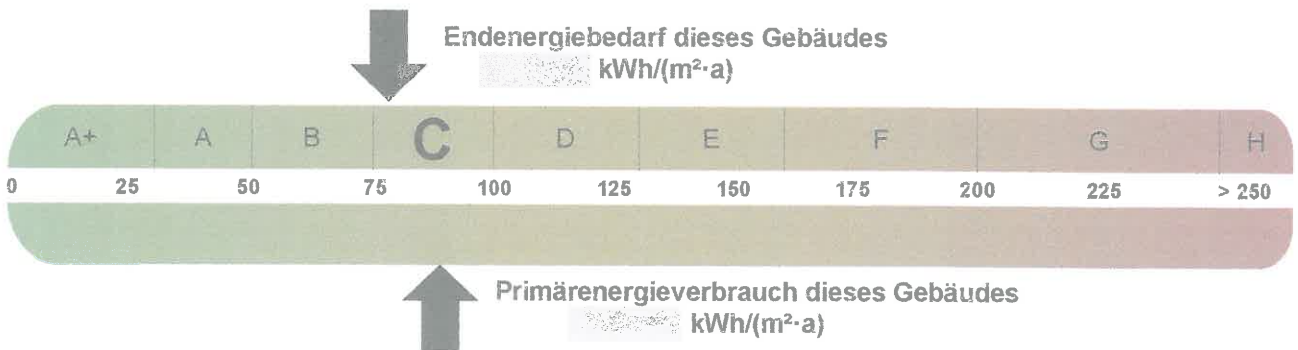 Endenergiebedarf dieses Gebäudes
kWh/(m²·a)
A+ A B C D E F G H
0 25 50 75 100 125 150 175 200 225 > 250
Primärenergieverbrauch dieses Gebäudes
kWh/(m²·a)